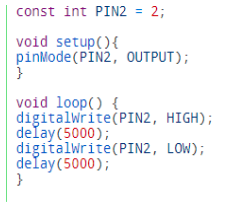 const int PIN2 = 2;
void setup(){
pinMode(PIN2, OUTPUT);
}
void loop() {
digitalWrite(PIN2, HIGH);
delay(5000);
digitalWrite(PIN2, LOW);
delay(5000);
}